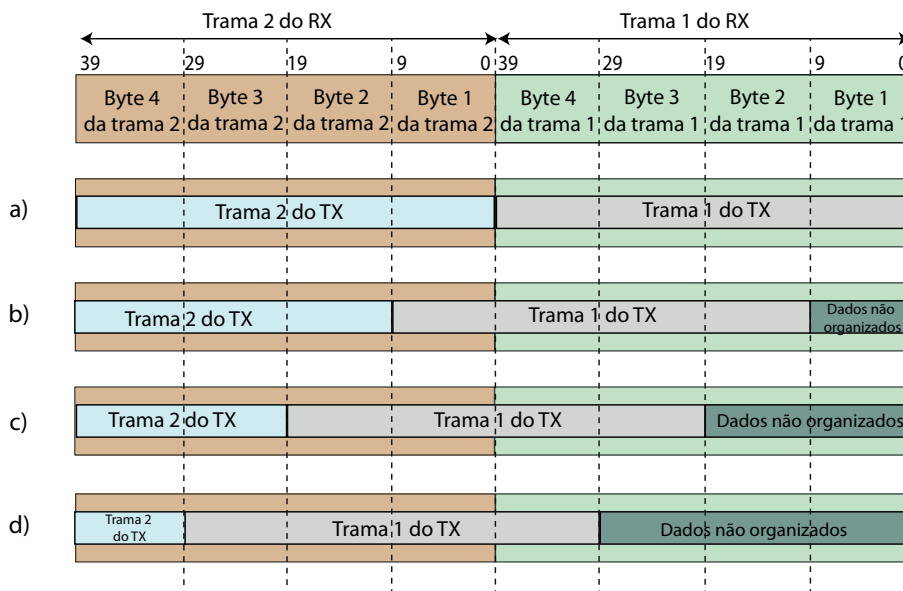 Trama 2 do RX Trama 1 do RX
39 29 19 9 0 39 29 19 9 0
Byte 4 Byte 3 Byte 2 Byte 1 Byte 4 Byte 3 Byte 2 Byte 1
da trama 2 da trama 2 da trama 2 da trama 2 da trama 1 da trama 1 da trama 1 da trama 1
a) Trama 2 do TX Trama 1 do TX
b) Trama 2 do TX Trama 1 do TX Dados não
organizados
c) Trama 2 do TX Trama 1 do TX Dados não organizados
d) Trama 2
do TX Trama 1 do TX Dados não organizados